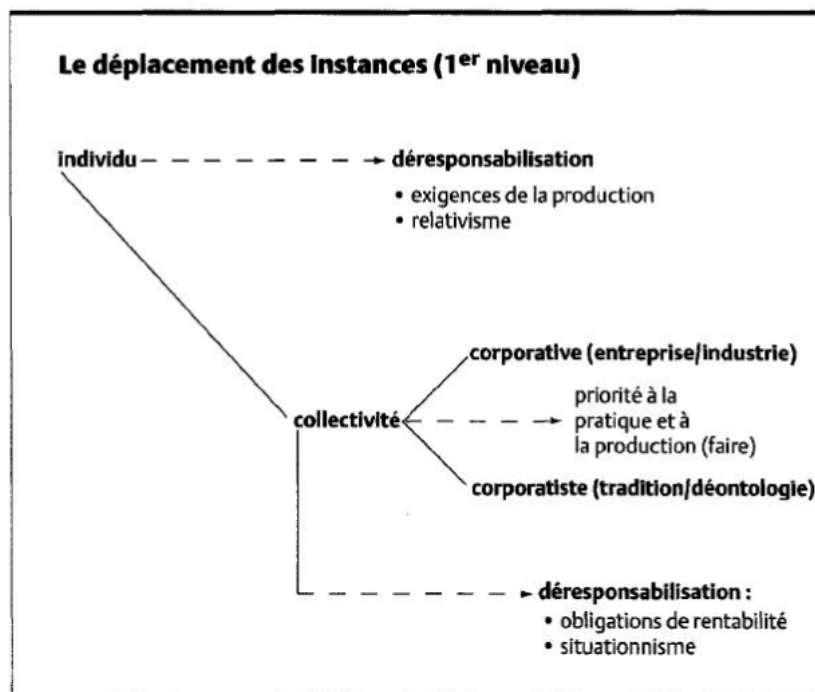 Le déplacement des instances (1er niveau)
individu
déresponsabilisation
• exigences de la production
• relativisme
corporative (entreprise/industrie)
priorité à la
collectivité
pratique et à
la production (faire)
corporatiste (tradition/déontologie)
déresponsabilisation :
• obligations de rentabilité
• situationnisme